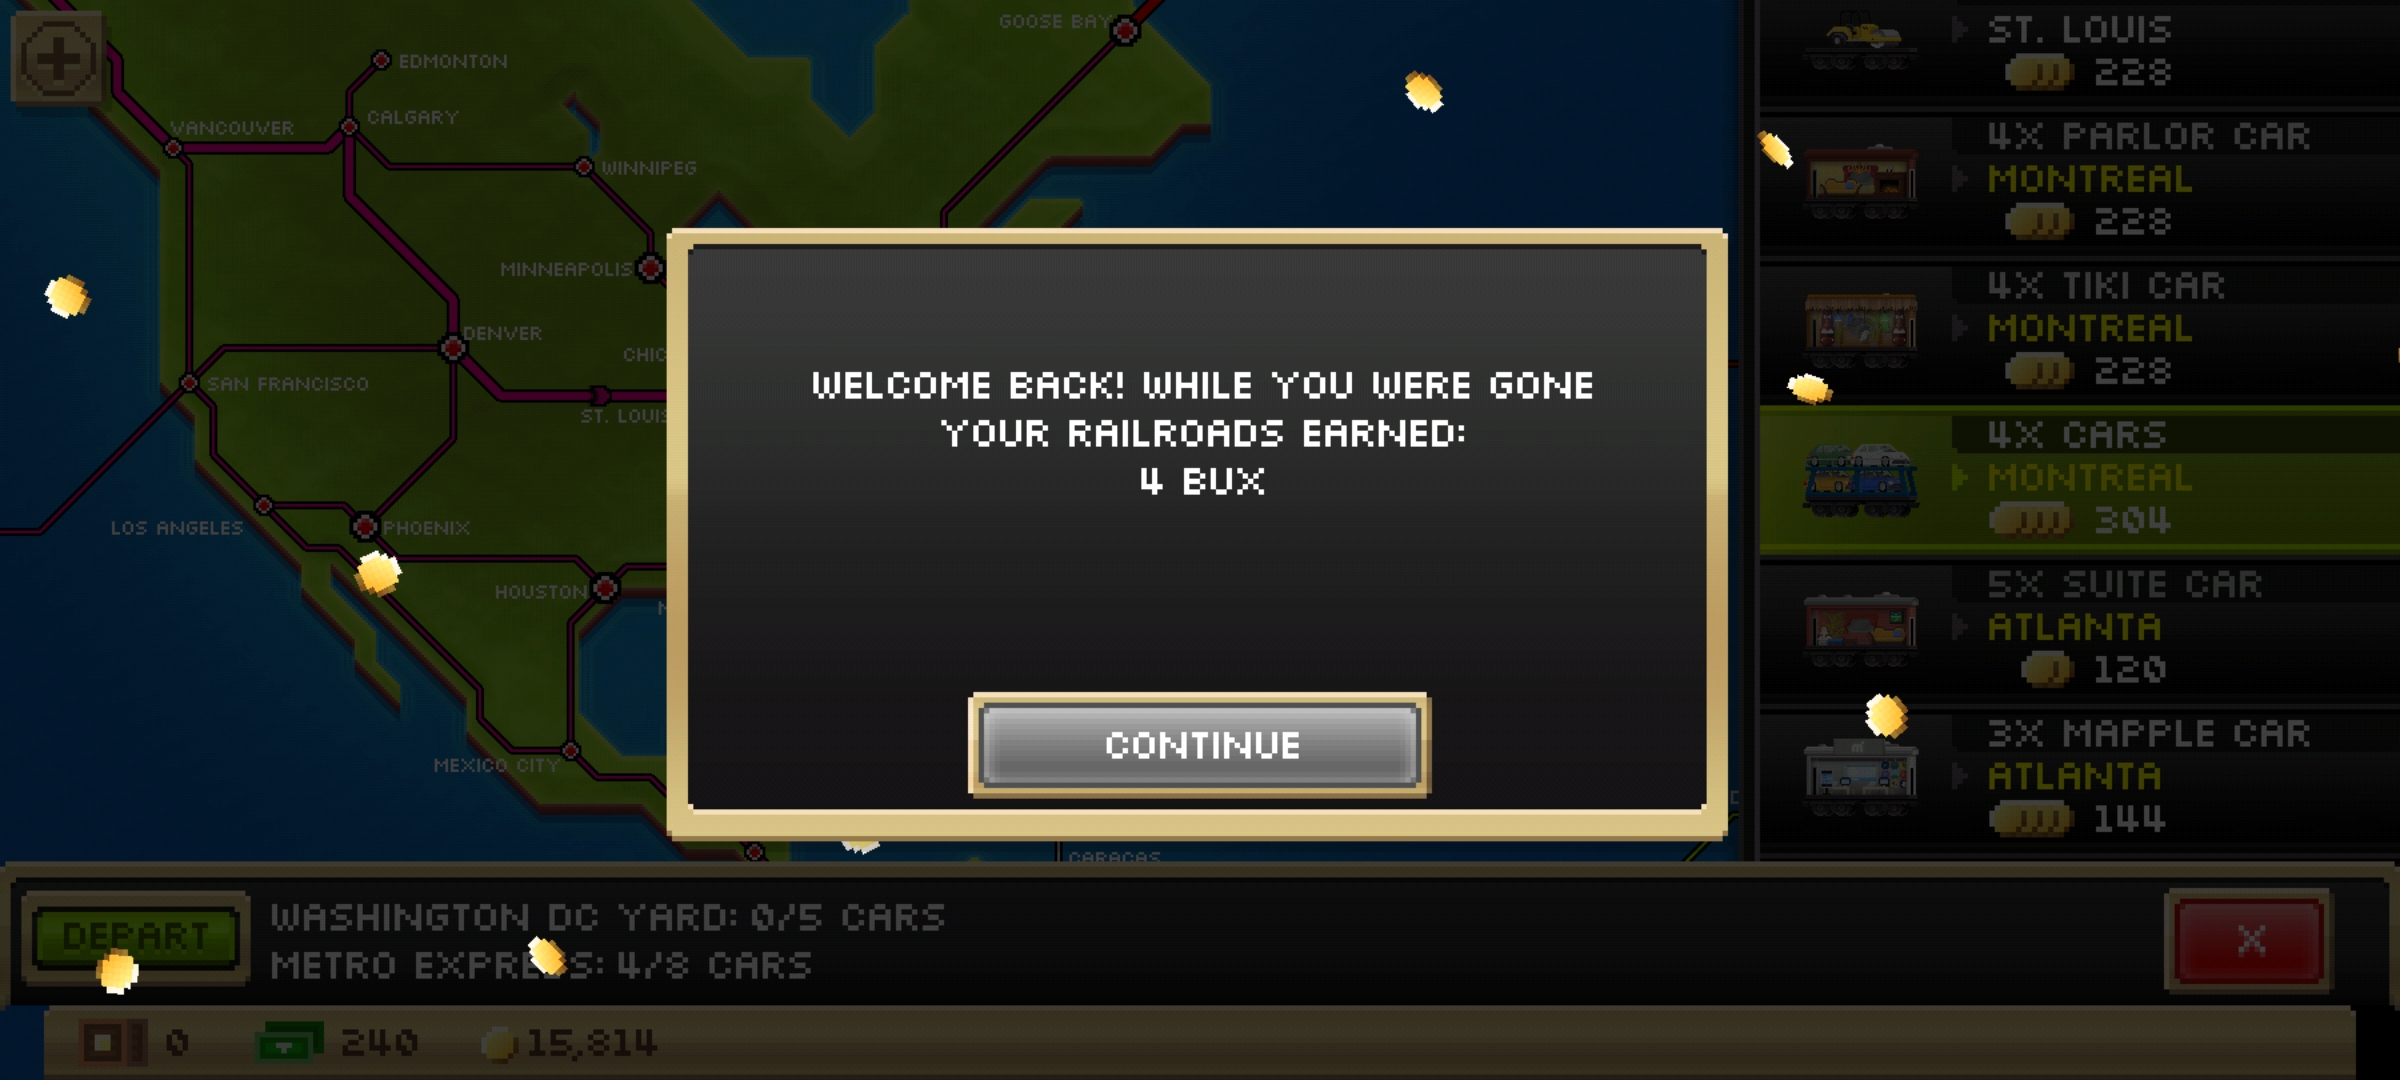 GOOSE BAY
EDMONTON
CALGARY
VANCOUVER
WINNIPEG
MINNEAPOLIS
DENVER
SAN FRANCISCO
ST. LOUIS
LOS ANGELES
PHOENIX
HOUSTON
MEXICO CITY
CARACAS
WELCOME BACK! WHILE YOU WERE GONE
YOUR RAILROADS EARNED:
4 BUX
CONTINUE
ST. LOUIS
228
4X PARLOR CAR
MONTREAL
228
4X TIKI CAR
MONTREAL
228
4X CARS
MONTREAL
304
5X SUITE CAR
ATLANTA
120
3X MAPPLE CAR
ATLANTA
144
DEPART
WASHINGTON DC YARD: 0/5 CARS
METRO EXPRESS: 4/8 CARS
X
0 240 15,814